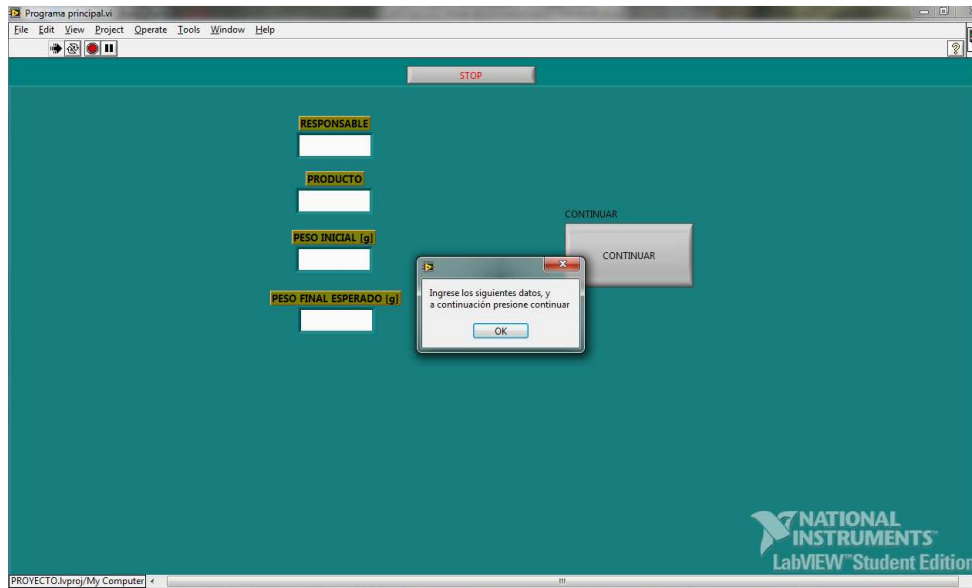 Programa principal.vi
File Edit View Project Operate Tools Window Help
STOP
RESPONSABLE
PRODUCTO
PESO INICIAL (g)
PESO FINAL ESPERADO (g)
CONTINUAR
CONTINUAR
Ingrese los siguientes datos, y
a continuación presione continuar
OK
NATIONAL
INSTRUMENTS
LabVIEW™ Student Edition
PROYECTO.lvproj/My Computer